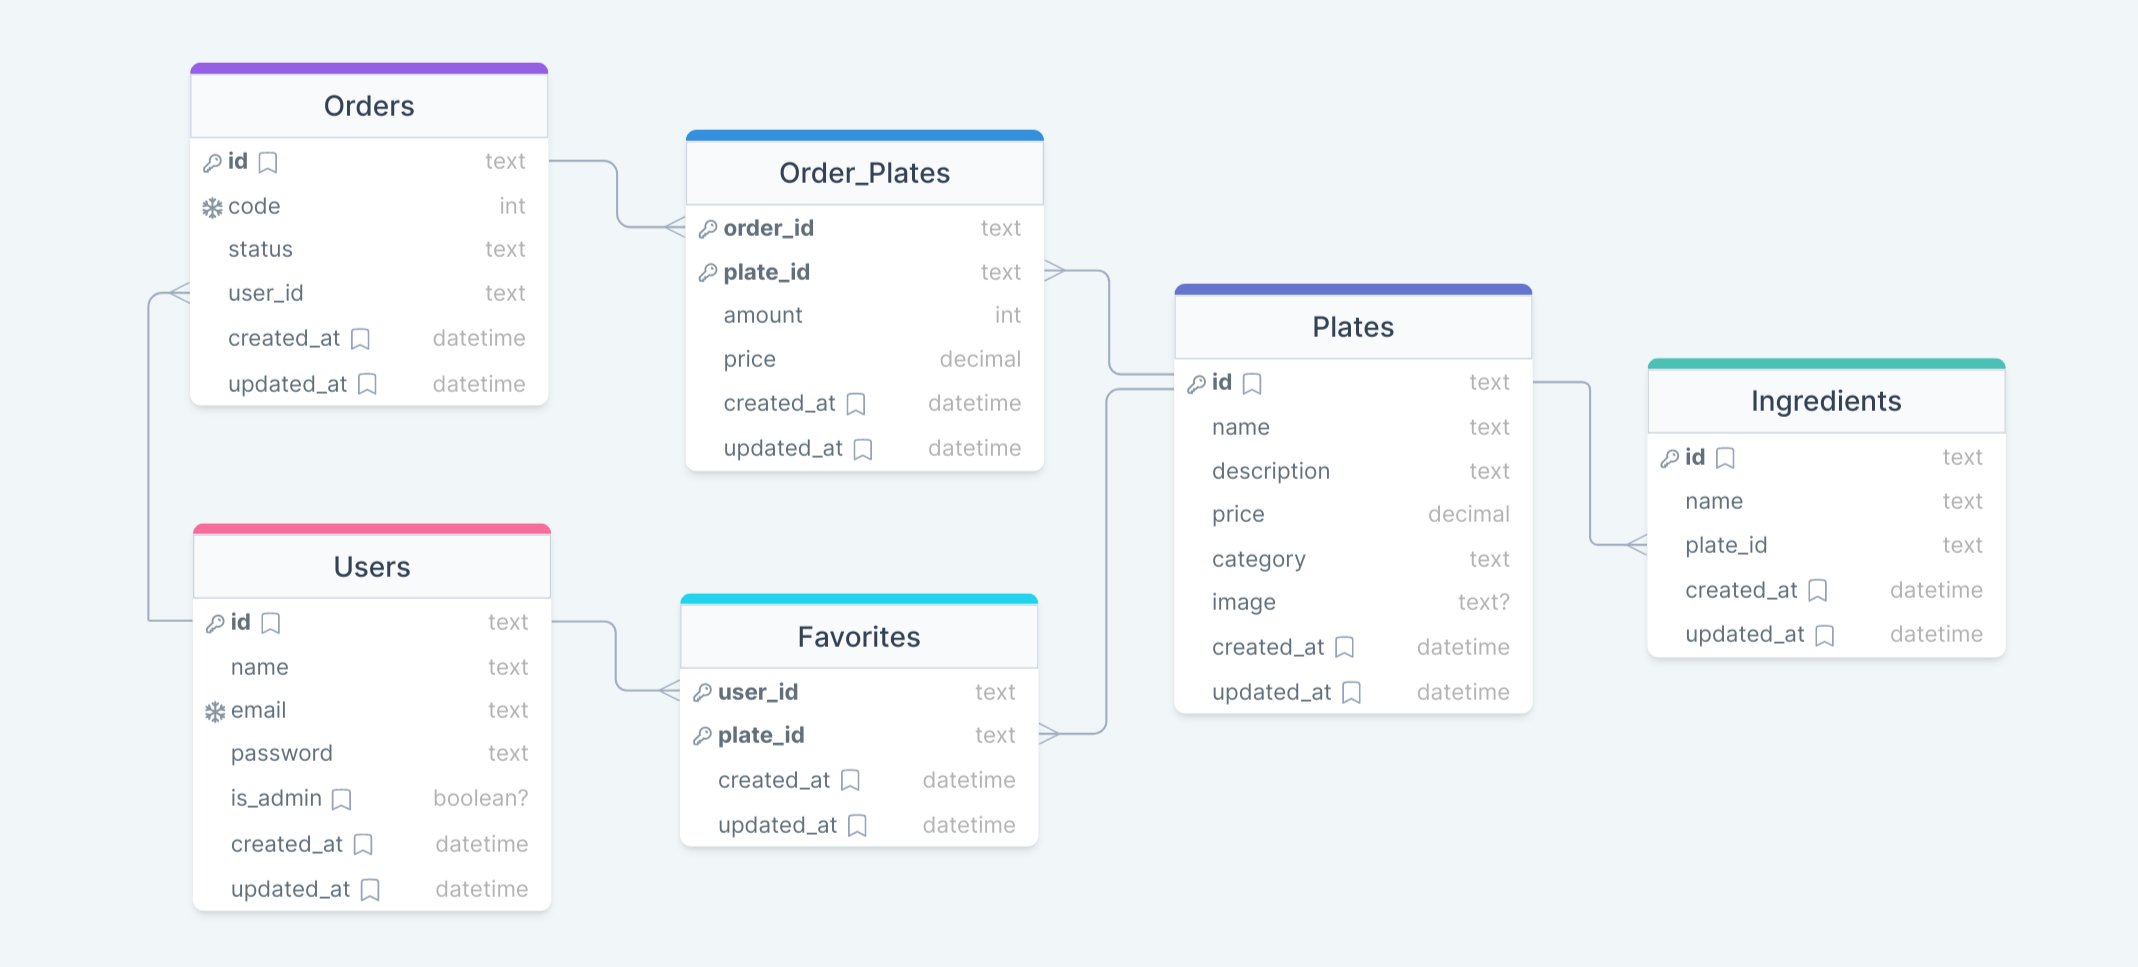 Orders
id text
code int
status text
user_id text
created_at datetime
updated_at datetime
Order_Plates
order_id text
plate_id text
amount int
price decimal
created_at datetime
updated_at datetime
Plates
id text
name text
description text
price decimal
category text
image text?
created_at datetime
updated_at datetime
Ingredients
id text
name text
plate_id text
created_at datetime
updated_at datetime
Users
id text
name text
email text
password text
is_admin boolean?
created_at datetime
updated_at datetime
Favorites
user_id text
plate_id text
created_at datetime
updated_at datetime